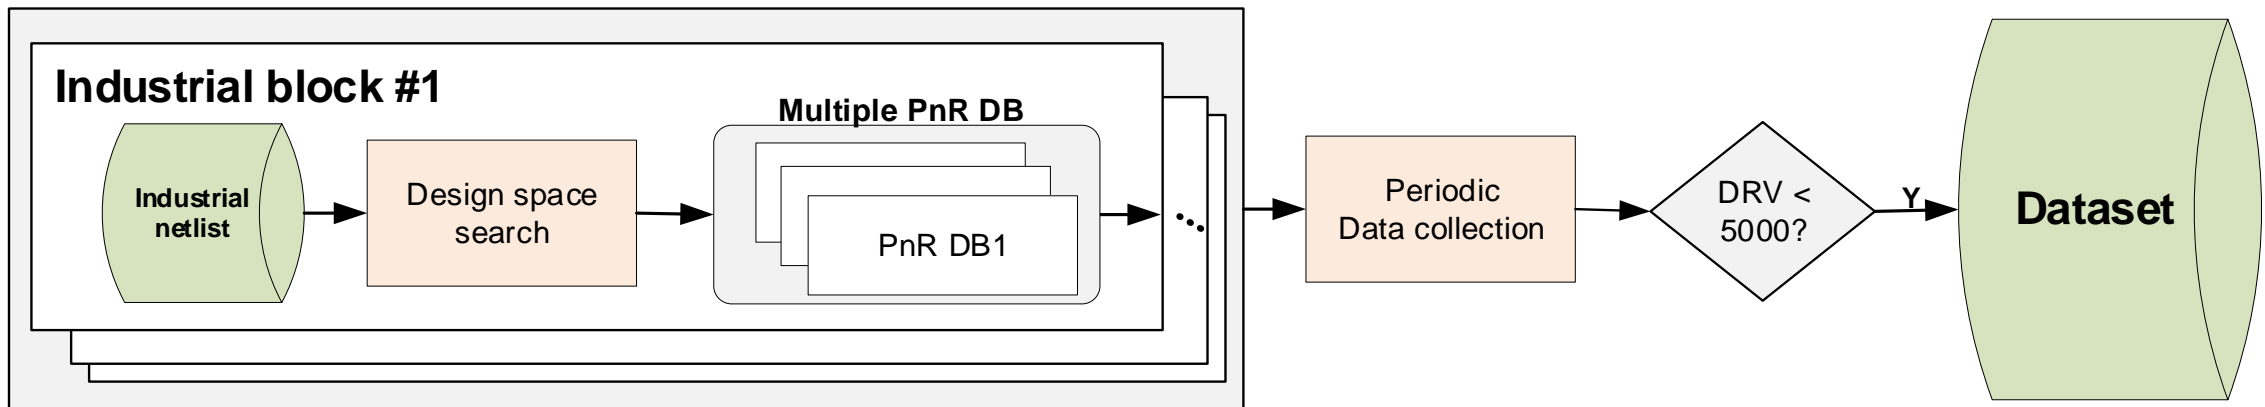 Industrial block #1
Multiple PnR DB
Industrial
netlist
Design space
search
PnR DB1
Periodic
Data collection
DRV <
5000?
Y
Dataset